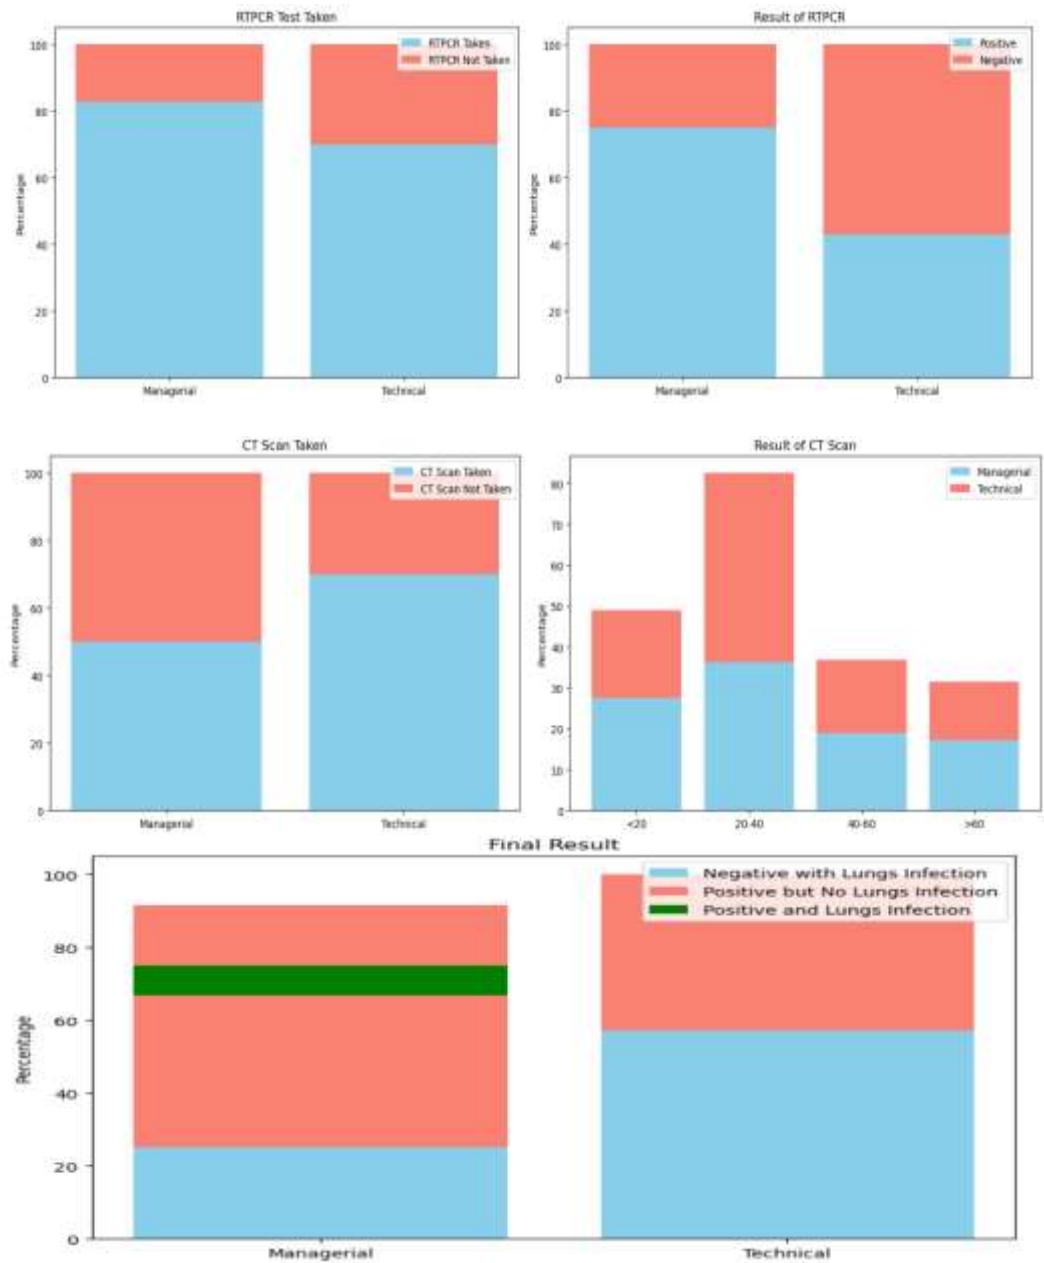 RTPCR Test Taken
RTPCR Taken
RTPCR Not Taken
100
80
60
40
20
0
Percentage
Managerial
Technical
Result of RTPCR
Positive
Negative
100
80
60
40
20
0
Percentage
Managerial
Technical
CT Scan Taken
CT Scan Taken
CT Scan Not Taken
100
80
60
40
20
0
Percentage
Managerial
Technical
Result of CT Scan
Managerial
Technical
80
70
60
50
40
30
20
10
0
Percentage
<20
20-40
40-60
>60
Final Result
Negative with Lungs Infection
Positive but No Lungs Infection
Positive and Lungs Infection
100
80
60
40
20
0
Percentage
Managerial
Technical